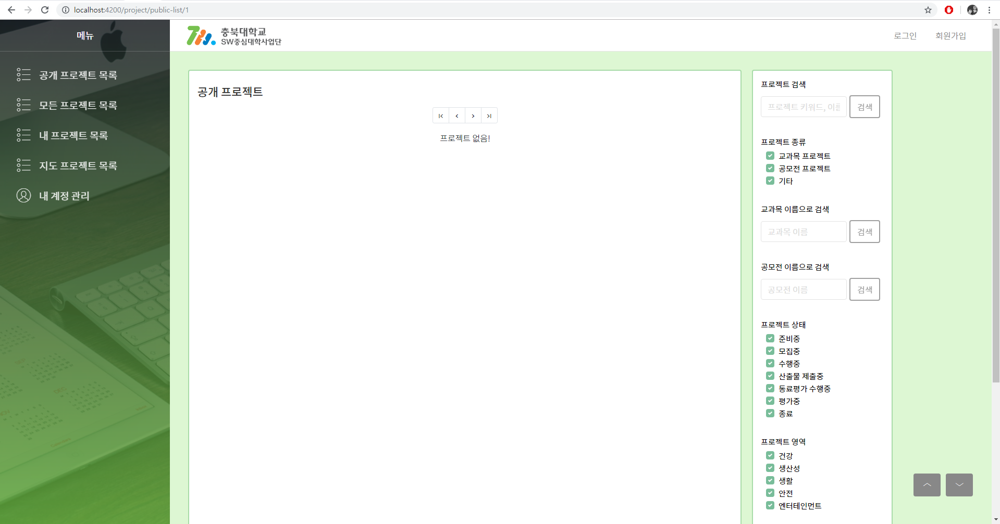 localhost:4200/project/public-list/1
메뉴
공개 프로젝트 목록
모든 프로젝트 목록
내 프로젝트 목록
지도 프로젝트 목록
내 계정 관리
충북대학교
SW중심대학사업단
로그인
회원가입
공개 프로젝트
프로젝트 없음!
프로젝트 검색
프로젝트 키워드, 이름
검색
프로젝트 종류
교과목 프로젝트
공모전 프로젝트
기타
교과목 이름으로 검색
교과목 이름
검색
공모전 이름으로 검색
공모전 이름
검색
프로젝트 상태
준비중
모집중
수행중
산출물 제출중
동료평가 수행중
평가중
종료
프로젝트 영역
건강
생산성
생활
안전
엔터테인먼트